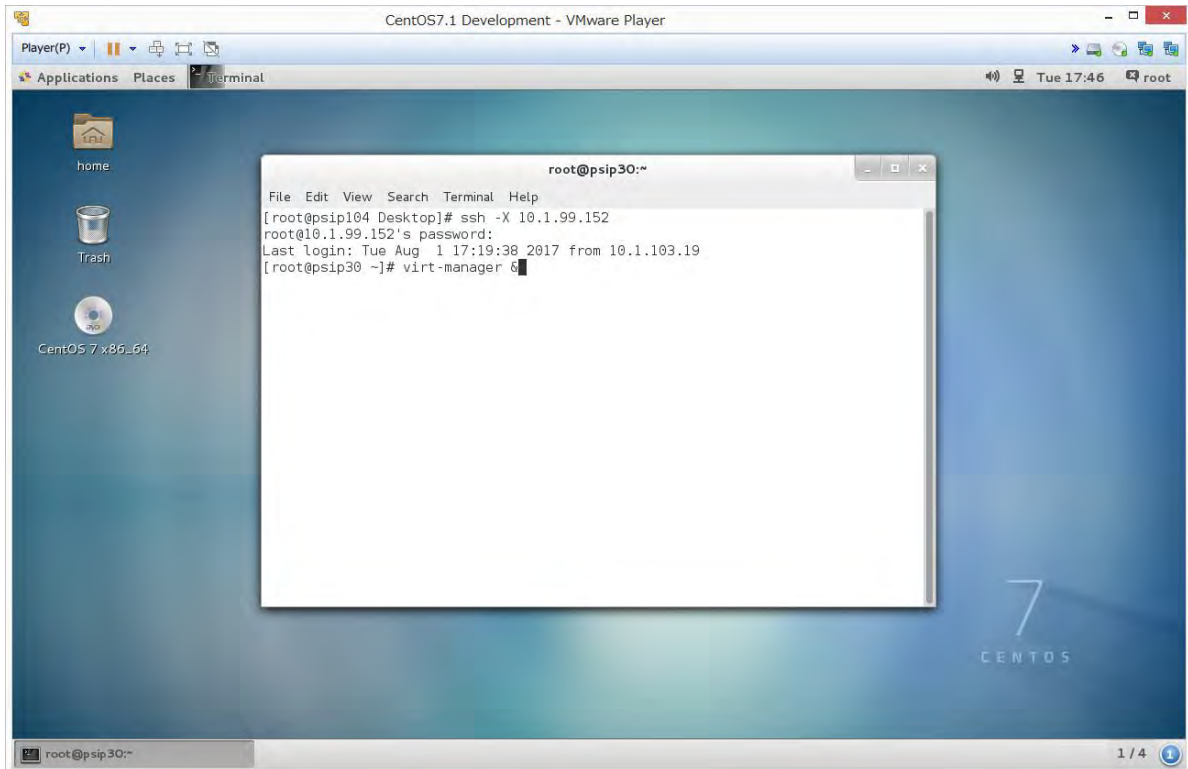 CentOS7.1 Development - VMware Player
Player(P)
Applications Places Terminal Tue 17:46 root
home
Trash
CentOS 7 x86_64
root@psip30:~
File Edit View Search Terminal Help
[root@psip104 Desktop]# ssh -X 10.1.99.152
root@10.1.99.152's password:
Last login: Tue Aug  1 17:19:38 2017 from 10.1.103.19
[root@psip30 ~]# virt-manager &
7
CENTOS
root@psip30:~
1 / 4 1